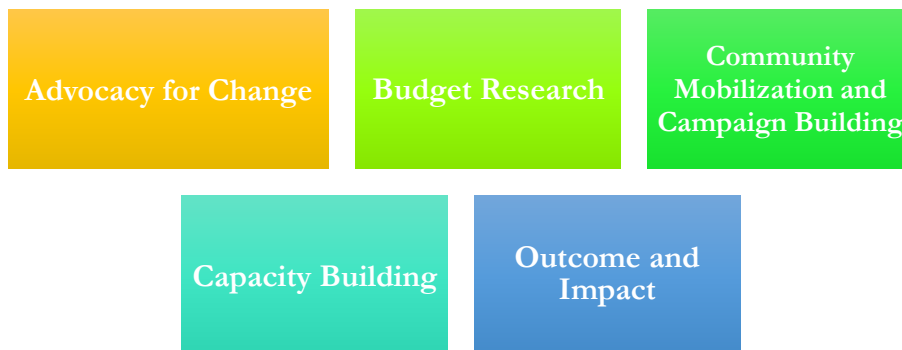 Advocacy for Change
Budget Research
Community
Mobilization and
Campaign Building
Capacity Building
Outcome and
Impact